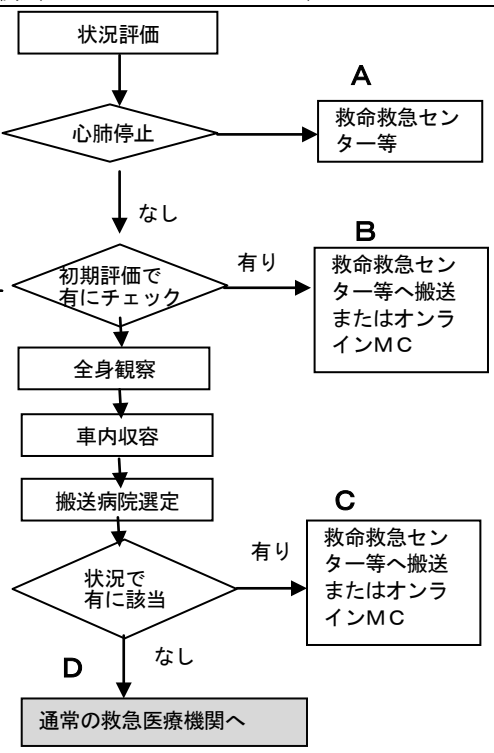 状況評価
A
心肺停止
救命救急セン
ター等
なし
B
初期評価で
有にチェック
有り
救命救急セン
ター等へ搬送
またはオンラ
インMC
全身観察
車内収容
搬送病院選定
C
状況で
有に該当
有り
救命救急セン
ター等へ搬送
またはオンラ
インMC
D
なし
通常の救急医療機関へ